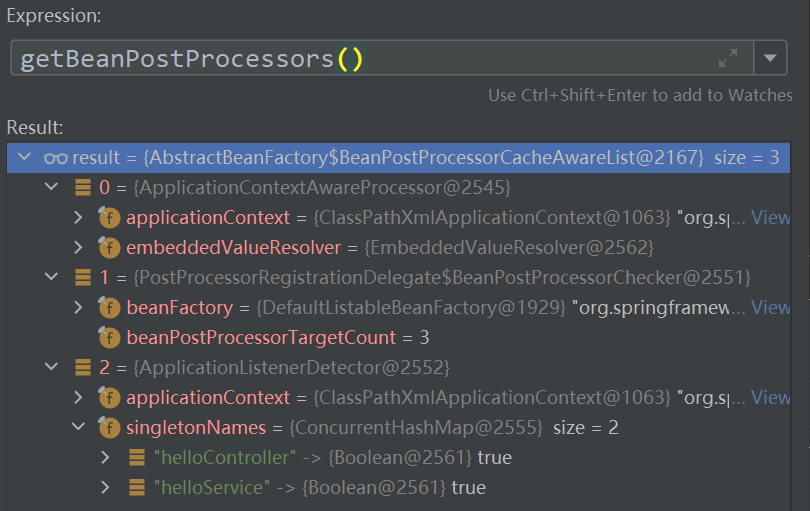 Expression:
getBeanPostProcessors()
Use Ctrl+Shift+Enter to add to Watches
Result:
result = {AbstractBeanFactory$BeanPostProcessorCacheAwareList@2167} size = 3
0 = {ApplicationContextAwareProcessor@2545}
f applicationContext = {ClassPathXmlApplicationContext@1063} "org.sp... View
f embeddedValueResolver = {EmbeddedValueResolver@2562}
1 = {PostProcessorRegistrationDelegate$BeanPostProcessorChecker@2551}
f beanFactory = {DefaultListableBeanFactory@1929} "org.springframew... View
f beanPostProcessorTargetCount = 3
2 = {ApplicationListenerDetector@2552}
f applicationContext = {ClassPathXmlApplicationContext@1063} "org.sp... View
f singletonNames = {ConcurrentHashMap@2555} size = 2
"helloController" -> {Boolean@2561} true
"helloService" -> {Boolean@2561} true